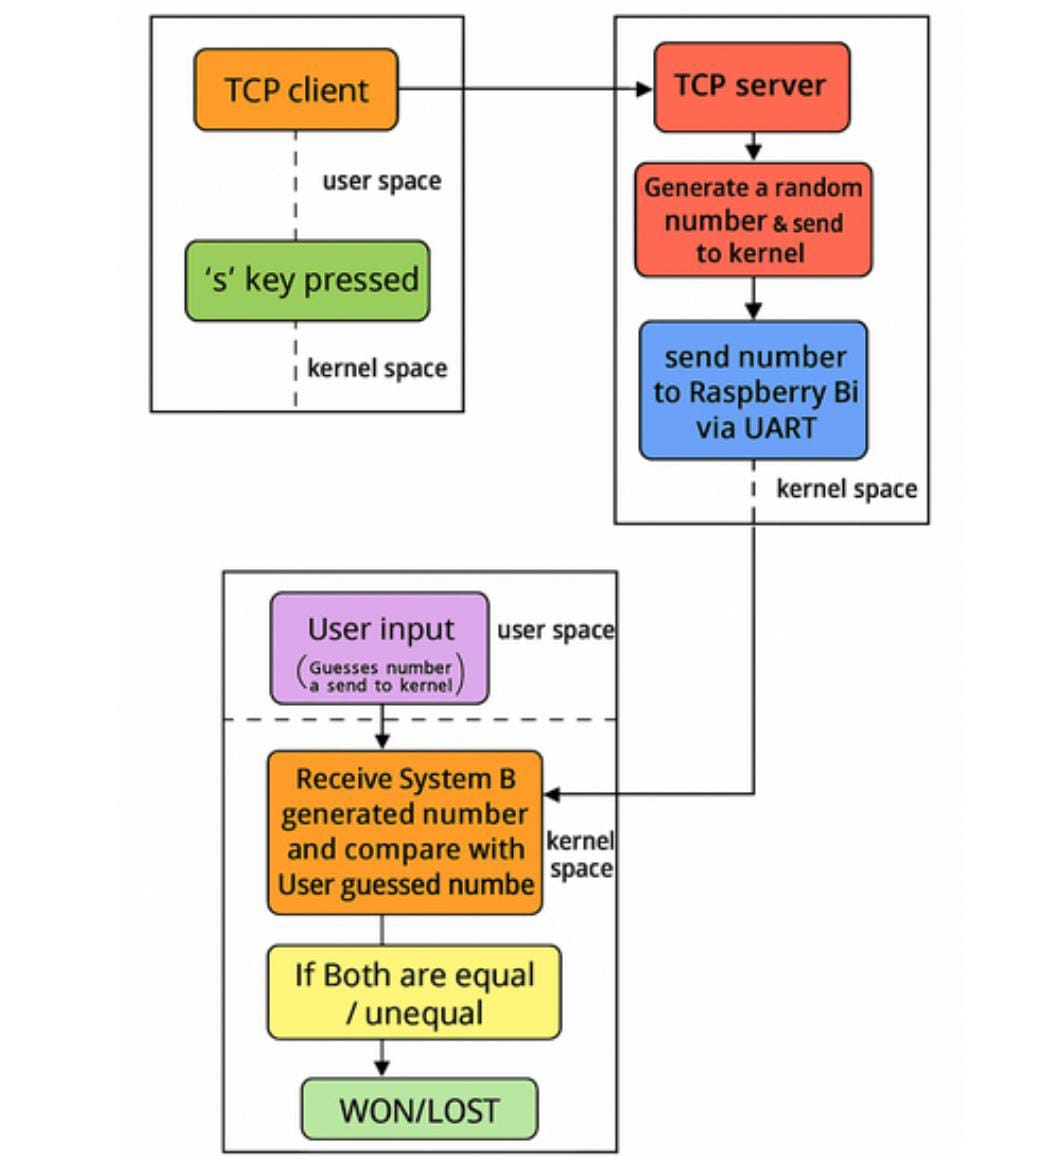 TCP client
user space
‘s’ key pressed
kernel space
TCP server
Generate a random
number & send
to kernel
send number
to Raspberry Bi
via UART
kernel space
User input
(Guesses number
a send to kernel)
user space
Receive System B
generated number
and compare with
User guessed numbe
kernel
space
If Both are equal
/ unequal
WON/LOST